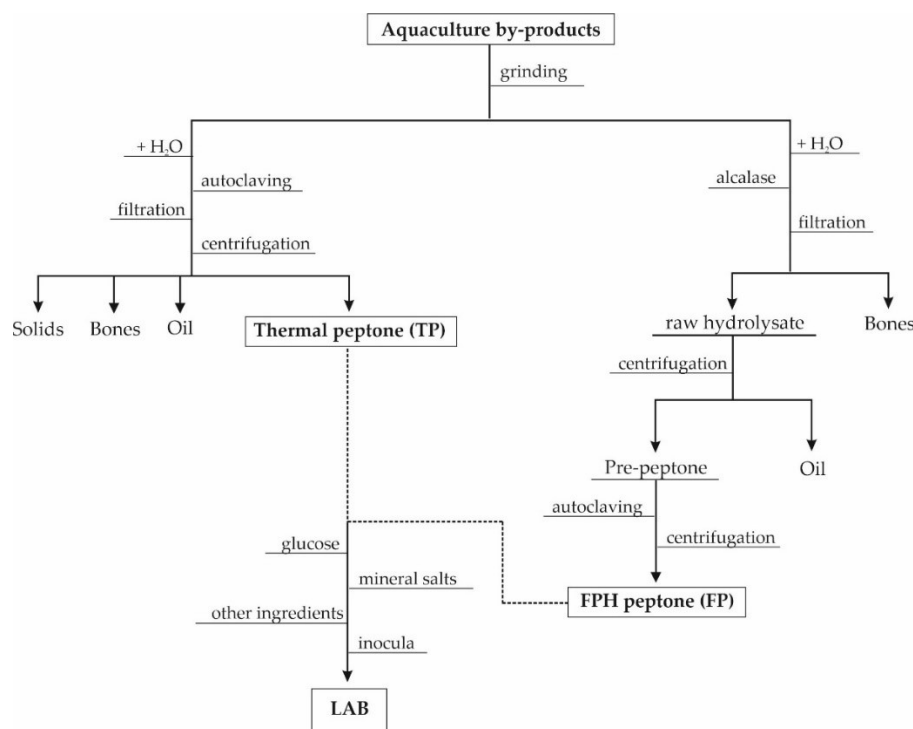 Aquaculture by-products
grinding
+ H₂O
autoclaving
filtration
centrifugation
Solids
Bones
Oil
Thermal peptone (TP)
+ H₂O
alcalase
filtration
raw hydrolysate
Bones
centrifugation
Pre-peptone
Oil
autoclaving
centrifugation
FPH peptone (FP)
glucose
mineral salts
other ingredients
inocula
LAB